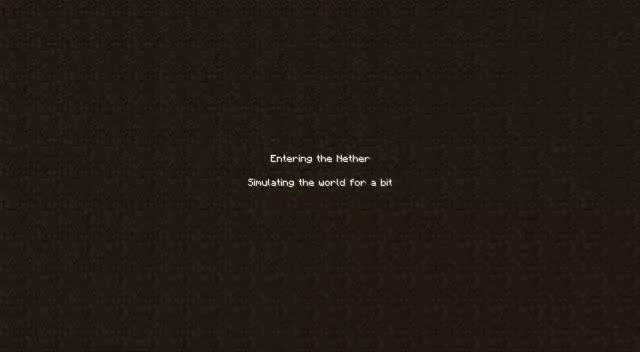 Entering the Nether
Simulating the world for a bit